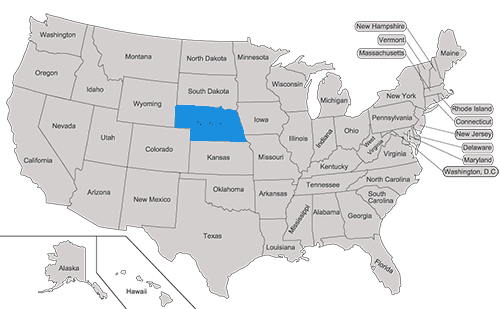 New Hampshire
Vermont
Massachusetts
Washington
Montana
North Dakota
Minnesota
Maine
Oregon
Idaho
Wyoming
South Dakota
Wisconsin
Michigan
New York
Rhode Island
Connecticut
New Jersey
Delaware
Maryland
Washington, D.C
Nevada
Utah
Colorado
Iowa
Illinois
Indiana
Ohio
Pennsylvania
West
Virginia
Virginia
California
Kansas
Missouri
Kentucky
Arizona
New Mexico
Oklahoma
Arkansas
Tennessee
North Carolina
South
Carolina
Texas
Louisiana
Mississippi
Alabama
Georgia
Florida
Alaska
Hawaii